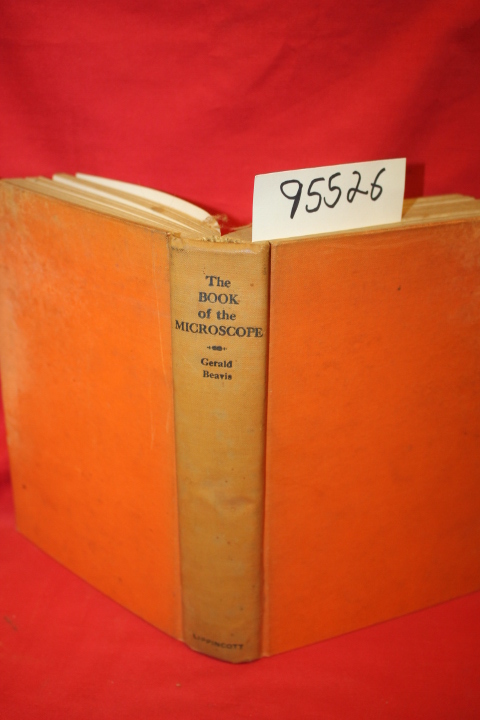 95526
The
BOOK
of the
MICROSCOPE
Gerald
Beavis
LIPPINCOTT